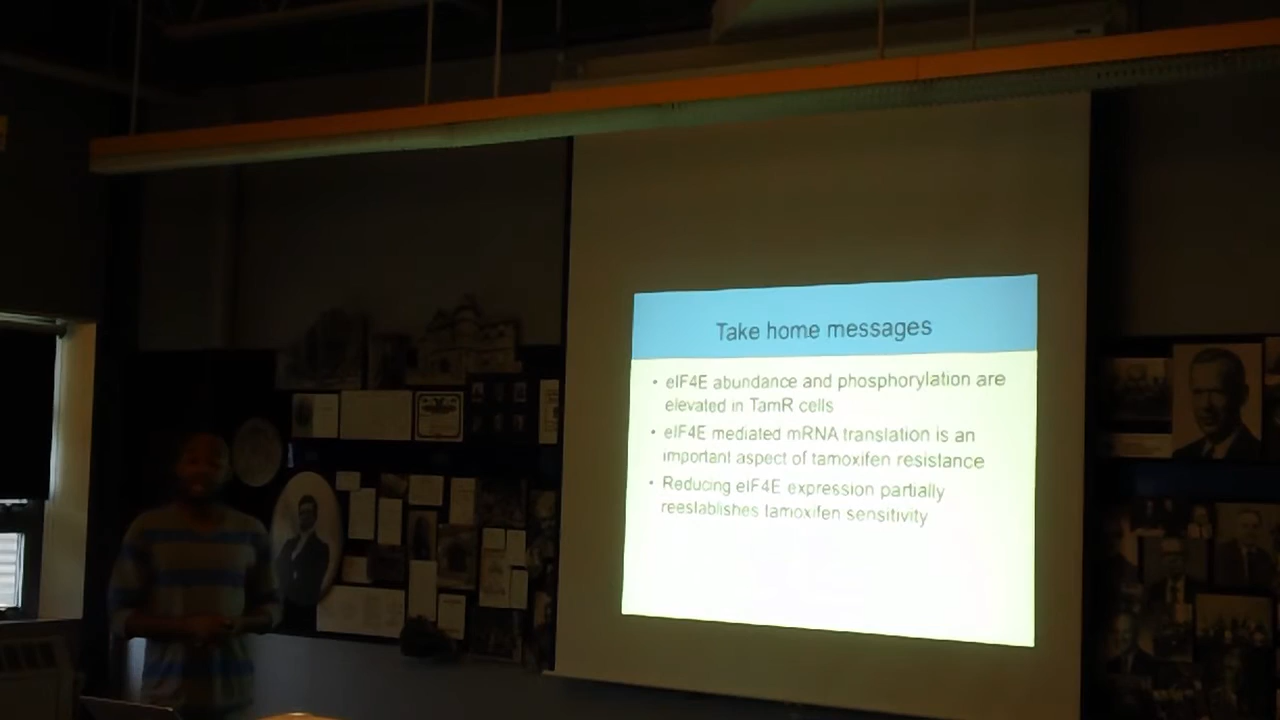 Take home messages
• eIF4E abundance and phosphorylation are
elevated in TamR cells
• eIF4E mediated mRNA translation is an
important aspect of tamoxifen resistance
• Reducing eIF4E expression partially
reestablishes tamoxifen sensitivity